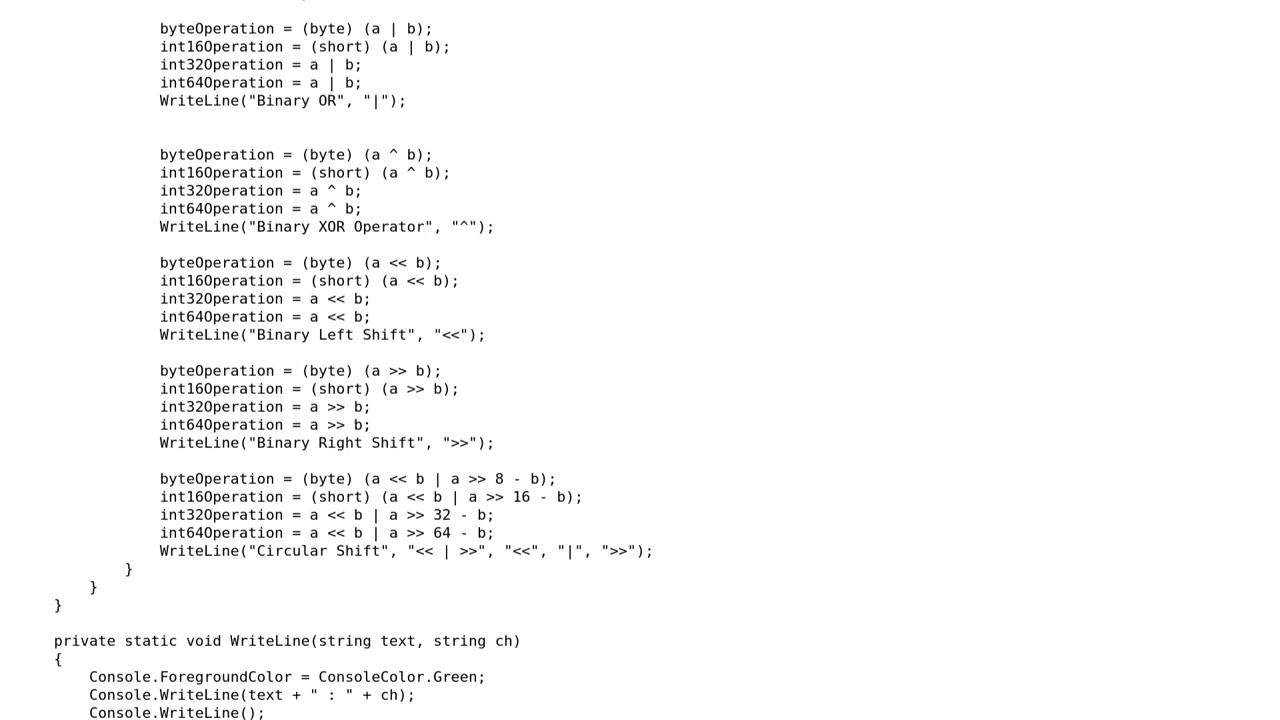 byteOperation = (byte) (a | b);
int16Operation = (short) (a | b);
int32Operation = a | b;
int64Operation = a | b;
WriteLine("Binary OR", "|");
byteOperation = (byte) (a ^ b);
int16Operation = (short) (a ^ b);
int32Operation = a ^ b;
int64Operation = a ^ b;
WriteLine("Binary XOR Operator", "^");
byteOperation = (byte) (a << b);
int16Operation = (short) (a << b);
int32Operation = a << b;
int64Operation = a << b;
WriteLine("Binary Left Shift", "<<");
byteOperation = (byte) (a >> b);
int16Operation = (short) (a >> b);
int32Operation = a >> b;
int64Operation = a >> b;
WriteLine("Binary Right Shift", ">>");
byteOperation = (byte) (a << b | a >> 8 - b);
int16Operation = (short) (a << b | a >> 16 - b);
int32Operation = a << b | a >> 32 - b;
int64Operation = a << b | a >> 64 - b;
WriteLine("Circular Shift", "<< | >>", "<<", "|", ">>");
}
}
}
private static void WriteLine(string text, string ch)
{
Console.ForegroundColor = ConsoleColor.Green;
Console.WriteLine(text + " : " + ch);
Console.WriteLine();